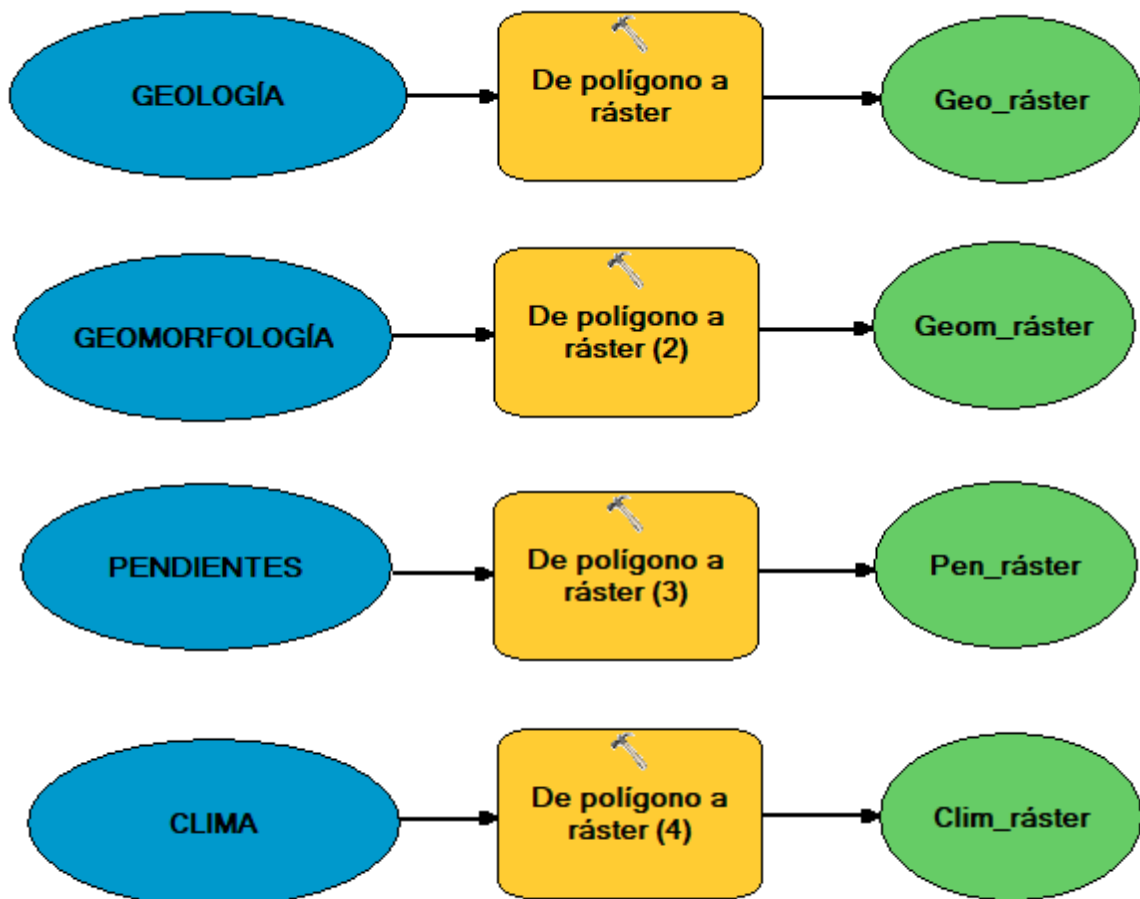 GEOLOGÍA
De polígono a
ráster
Geo_ráster
GEOMORFOLOGÍA
De polígono a
ráster (2)
Geom_ráster
PENDIENTES
De polígono a
ráster (3)
Pen_ráster
CLIMA
De polígono a
ráster (4)
Clim_ráster